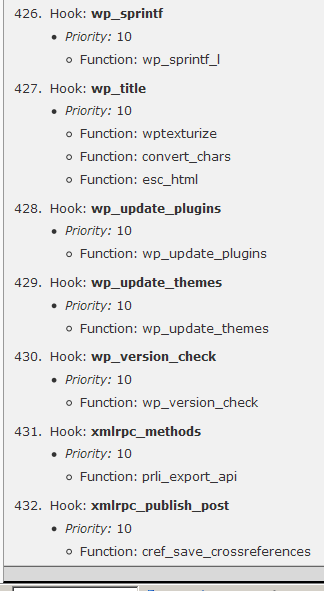 426. Hook: wp_sprintf
• Priority: 10
◦ Function: wp_sprintf_l
427. Hook: wp_title
• Priority: 10
◦ Function: wptexturize
◦ Function: convert_chars
◦ Function: esc_html
428. Hook: wp_update_plugins
• Priority: 10
◦ Function: wp_update_plugins
429. Hook: wp_update_themes
• Priority: 10
◦ Function: wp_update_themes
430. Hook: wp_version_check
• Priority: 10
◦ Function: wp_version_check
431. Hook: xmlrpc_methods
• Priority: 10
◦ Function: prli_export_api
432. Hook: xmlrpc_publish_post
• Priority: 10
◦ Function: cref_save_crossreferences